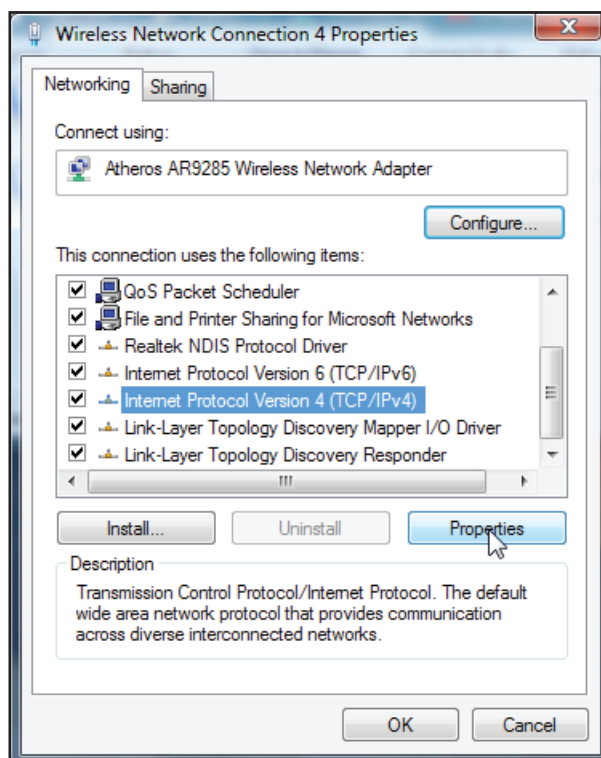 Wireless Network Connection 4 Properties
Networking
Sharing
Connect using:
Atheros AR9285 Wireless Network Adapter
Configure...
This connection uses the following items:
QoS Packet Scheduler
File and Printer Sharing for Microsoft Networks
Realtek NDIS Protocol Driver
Internet Protocol Version 6 (TCP/IPv6)
Internet Protocol Version 4 (TCP/IPv4)
Link-Layer Topology Discovery Mapper I/O Driver
Link-Layer Topology Discovery Responder
Install...
Uninstall
Properties
Description
Transmission Control Protocol/Internet Protocol. The default
wide area network protocol that provides communication
across diverse interconnected networks.
OK
Cancel